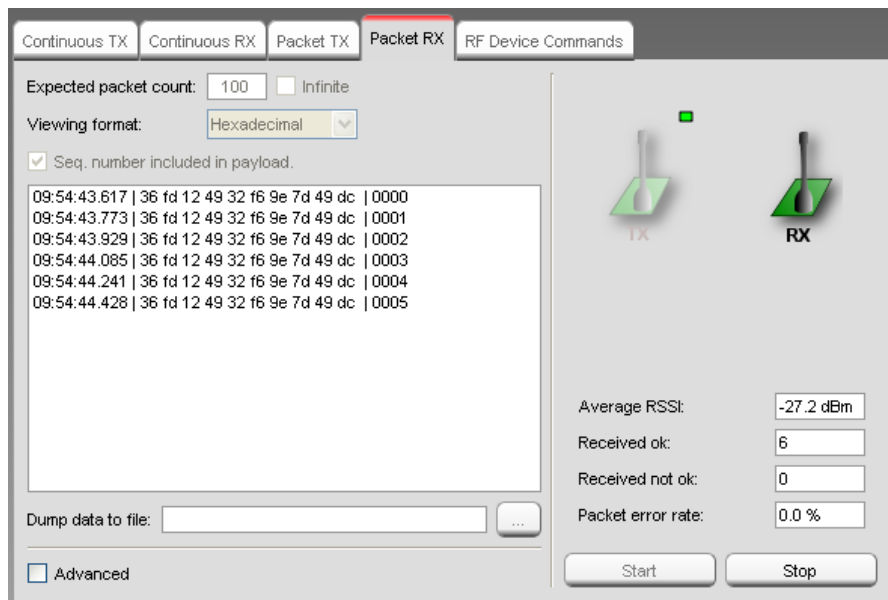 Continuous TX Continuous RX Packet TX Packet RX RF Device Commands
Expected packet count: 100 Infinite
Viewing format: Hexadecimal
Seq. number included in payload.
09:54:43.617 | 36 fd 12 49 32 f6 9e 7d 49 dc | 0000
09:54:43.773 | 36 fd 12 49 32 f6 9e 7d 49 dc | 0001
09:54:43.929 | 36 fd 12 49 32 f6 9e 7d 49 dc | 0002
09:54:44.085 | 36 fd 12 49 32 f6 9e 7d 49 dc | 0003
09:54:44.241 | 36 fd 12 49 32 f6 9e 7d 49 dc | 0004
09:54:44.428 | 36 fd 12 49 32 f6 9e 7d 49 dc | 0005
Dump data to file: ...
Advanced
TX RX
Average RSSI: -27.2 dBm
Received ok: 6
Received not ok: 0
Packet error rate: 0.0 %
Start Stop